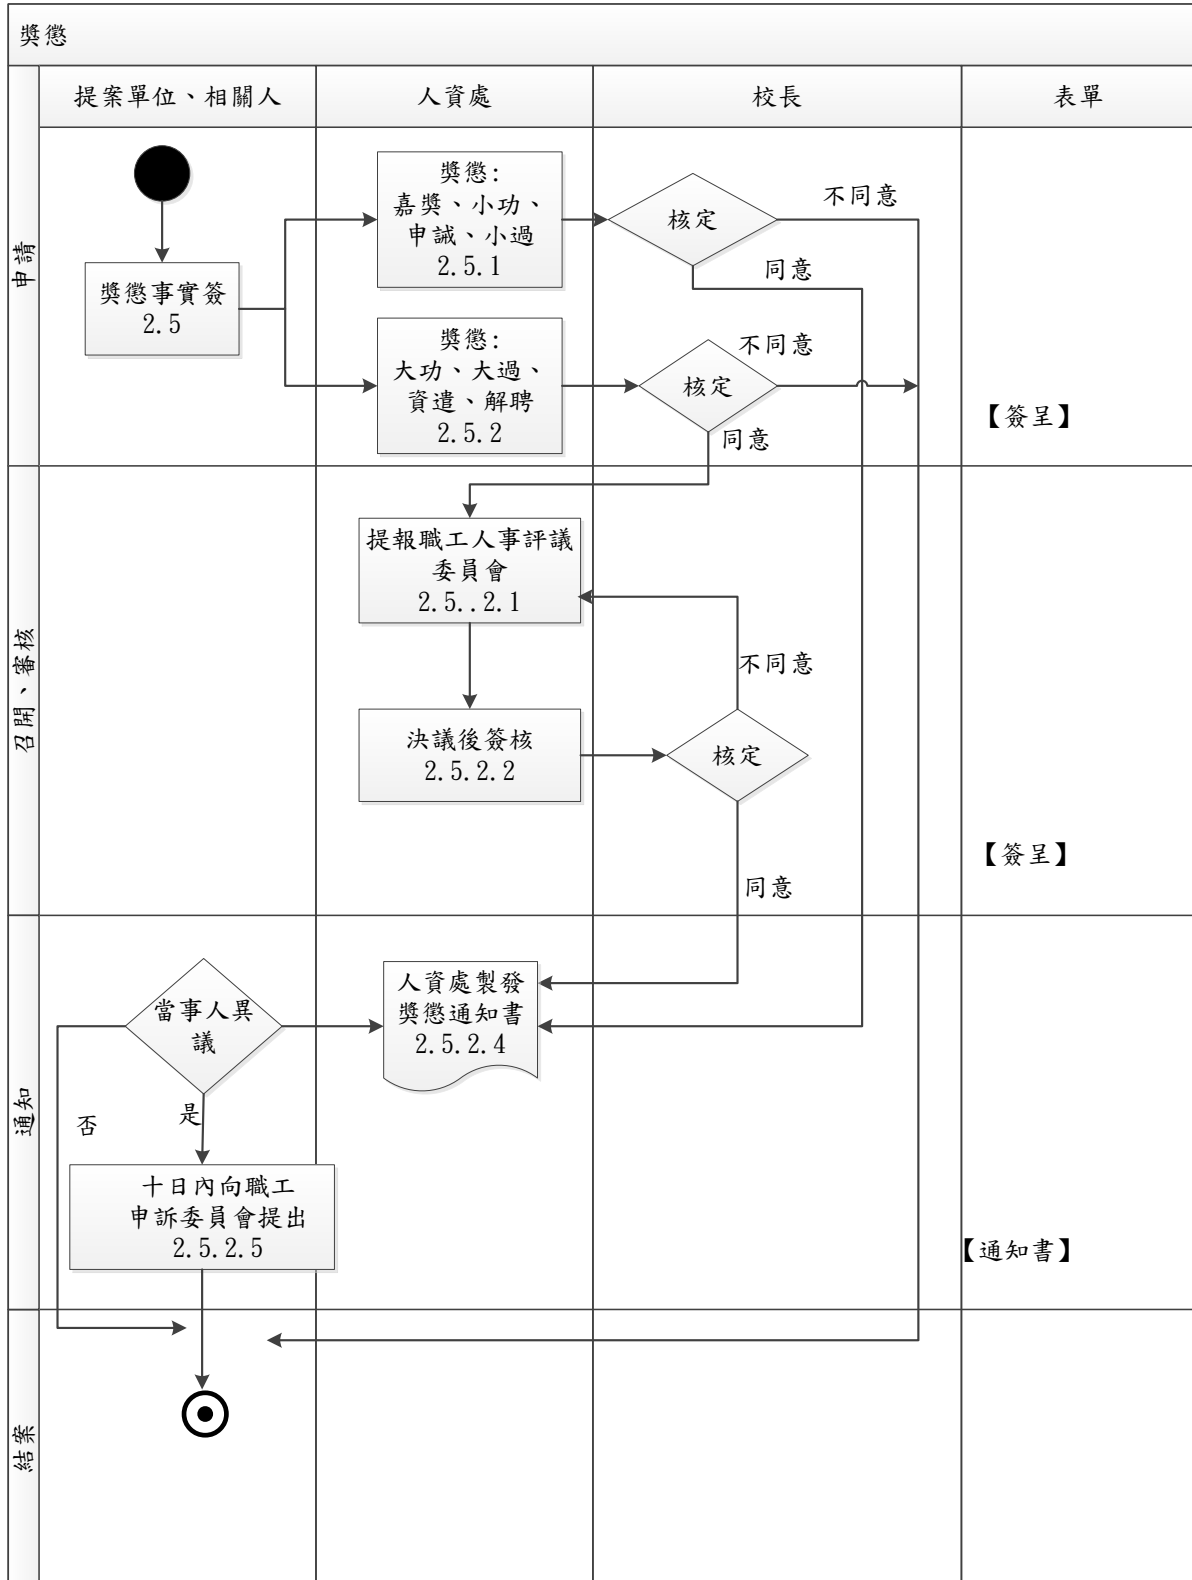 獎懲
提案單位、相關人
人資處
校長
表單
申請
獎懲事實簽
2.5
獎懲:
嘉獎、小功、
申誡、小過
2.5.1
核定
不同意
同意
獎懲:
大功、大過、
資遣、解聘
2.5.2
核定
不同意
同意
【簽呈】
召開、審核
提報職工人事評議
委員會
2.5..2.1
不同意
決議後簽核
2.5.2.2
核定
同意
【簽呈】
通知
當事人異
議
是
否
人資處製發
獎懲通知書
2.5.2.4
十日內向職工
申訴委員會提出
2.5.2.5
【通知書】
結案